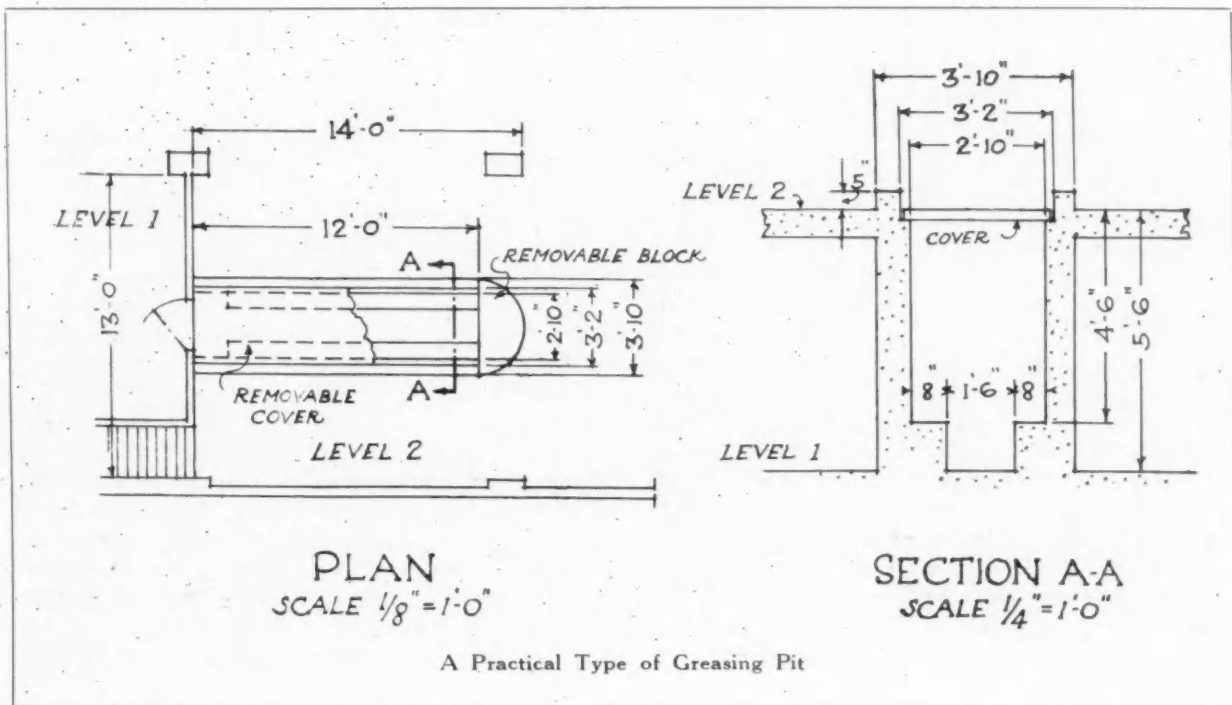 14'-0"
LEVEL 1
12'-0"
A
REMOVABLE BLOCK
13'-0"
2'-10"
3'-2"
3'-10"
A
REMOVABLE
COVER
LEVEL 2
PLAN
SCALE 1/8" = 1'-0"
3'-10"
3'-2"
2'-10"
5"
LEVEL 2
COVER
4'-6"
5'-6"
8" 1'-6" 8"
LEVEL 1
SECTION A-A
SCALE 1/4" = 1'-0"
A Practical Type of Greasing Pit